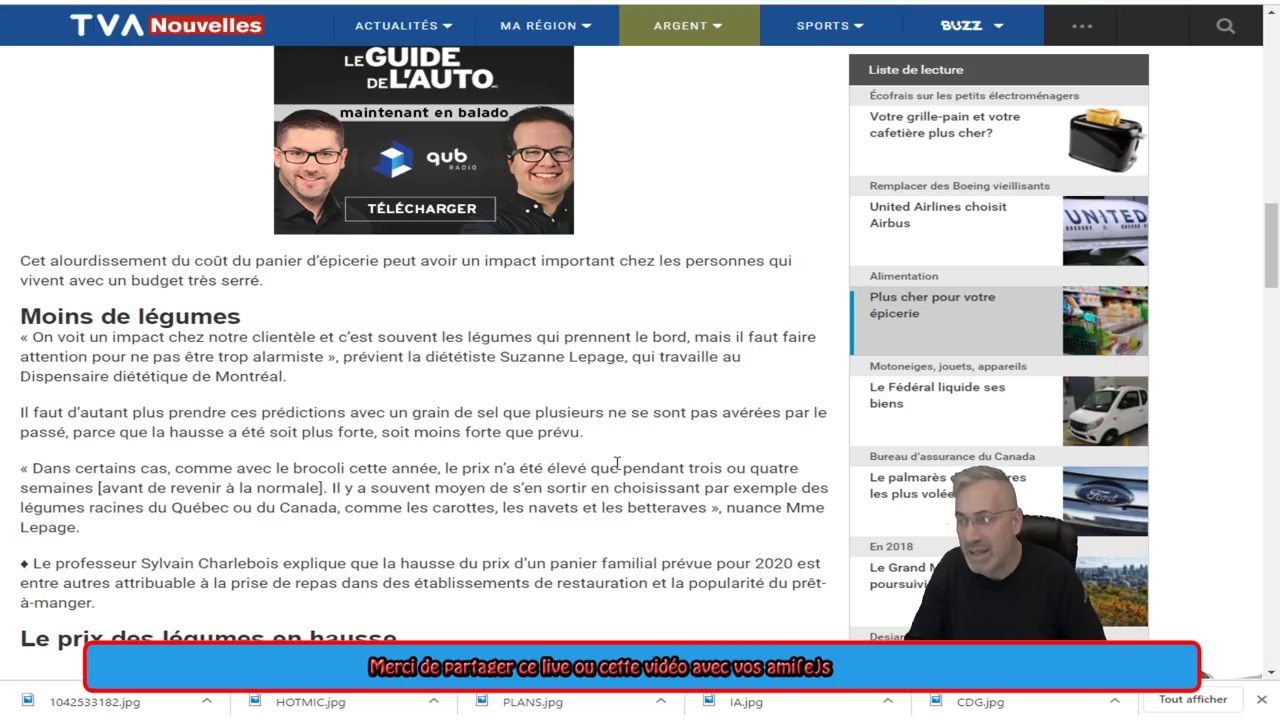 TVA Nouvelles
ACTUALITÉS
MA RÉGION
ARGENT
SPORTS
BUZZ
LE GUIDE
DE L'AUTO
maintenant en balado
qub
RADIO
TÉLÉCHARGER
Cet alourdissement du coût du panier d'épicerie peut avoir un impact important chez les personnes qui
vivent avec un budget très serré.
Moins de légumes
« On voit un impact chez notre clientèle et c'est souvent les légumes qui prennent le bord, mais il faut faire
attention pour ne pas être trop alarmiste », prévient la diététiste Suzanne Lepage, qui travaille au
Dispensaire diététique de Montréal.
Il faut d'autant plus prendre ces prédictions avec un grain de sel que plusieurs ne se sont pas avérées par le
passé, parce que la hausse a été soit plus forte, soit moins forte que prévu.
« Dans certains cas, comme avec le brocoli cette année, le prix n'a été élevé que pendant trois ou quatre
semaines [avant de revenir à la normale]. Il y a souvent moyen de s'en sortir en choisissant par exemple des
légumes racines du Québec ou du Canada, comme les carottes, les navets et les betteraves », nuance Mme
Lepage.
♦ Le professeur Sylvain Charlebois explique que la hausse du prix d'un panier familial prévue pour 2020 est
entre autres attribuable à la prise de repas dans des établissements de restauration et la popularité du prêt-
à-manger.
Le prix des légumes en hausse
Liste de lecture
Écofrais sur les petits électroménagers
Votre grille-pain et votre
cafetière plus cher?
Remplacer des Boeing vieillisants
United Airlines choisit
Airbus
UNITED
Alimentation
Plus cher pour votre
épicerie
Motoneiges, jouets, appareils
Le Fédéral liquide ses
biens
Bureau d'assurance du Canada
Le palmarès
les plus
Ford
En 2018
Le Grand
Merci de partager ce live ou cette vidéo avec vos ami(e)s
1042533182.jpg
HOTMIC.jpg
PLANS.jpg
IA.jpg
CDG.jpg
Tout afficher